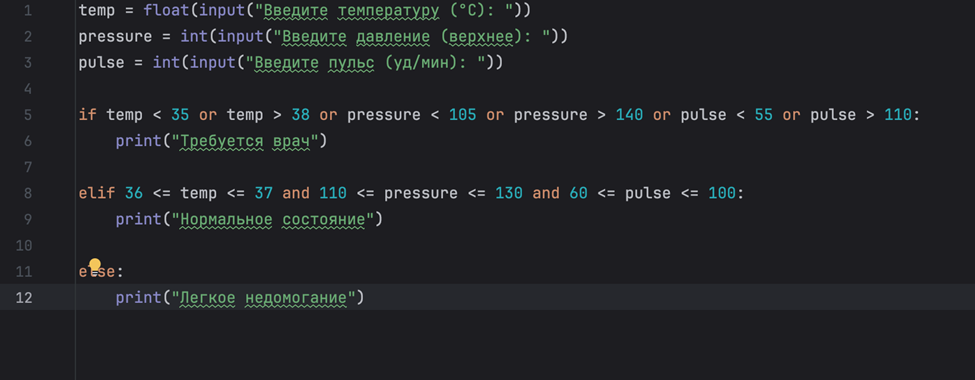 1 temp = float(input("Введите температуру (°C): "))
2 pressure = int(input("Введите давление (верхнее): "))
3 pulse = int(input("Введите пульс (уд/мин): "))
4
5 if temp < 35 or temp > 38 or pressure < 105 or pressure > 140 or pulse < 55 or pulse > 110:
6     print("Требуется врач")
7
8 elif 36 <= temp <= 37 and 110 <= pressure <= 130 and 60 <= pulse <= 100:
9     print("Нормальное состояние")
10
11 else:
12     print("Легкое недомогание")